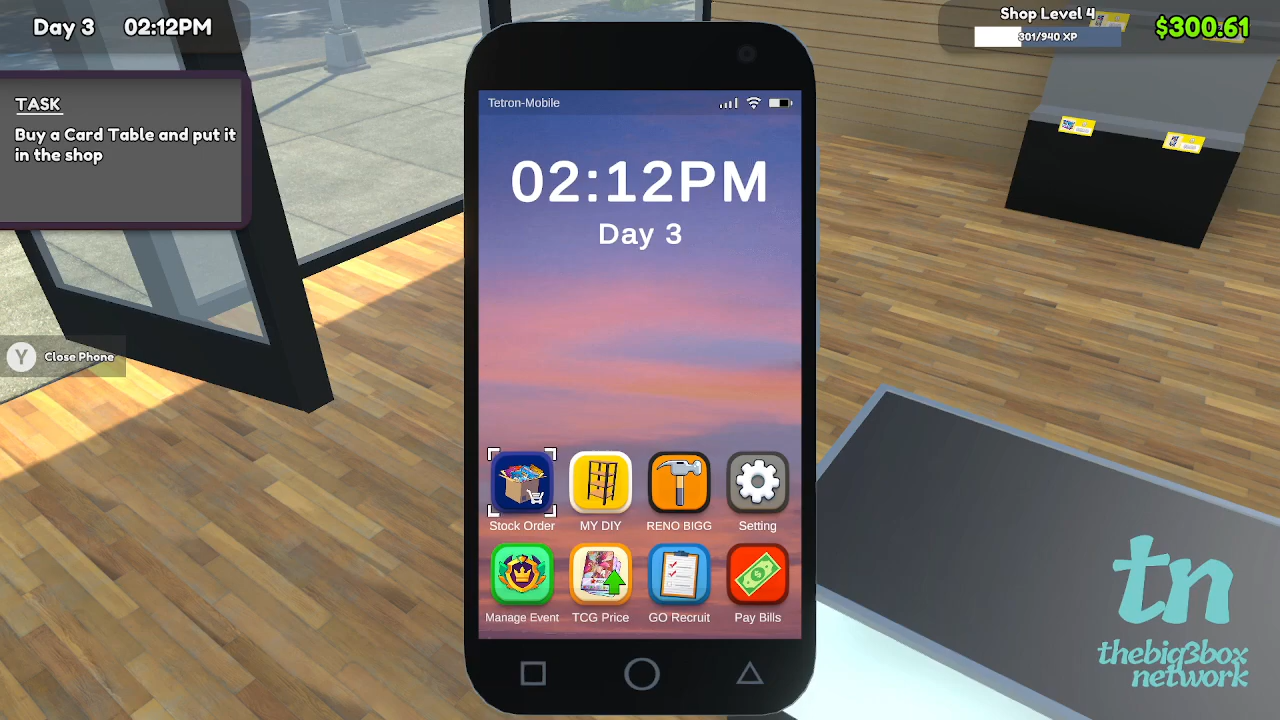 Day 3 02:12PM
Shop Level 4
301/940 XP
$300.61
TASK
Buy a Card Table and put it
in the shop
Y Close Phone
Tetron-Mobile
02:12PM
Day 3
Stock Order
MY DIY
RENO BIGG
Setting
Manage Event
TCG Price
GO Recruit
Pay Bills
tn
thebig3box
network